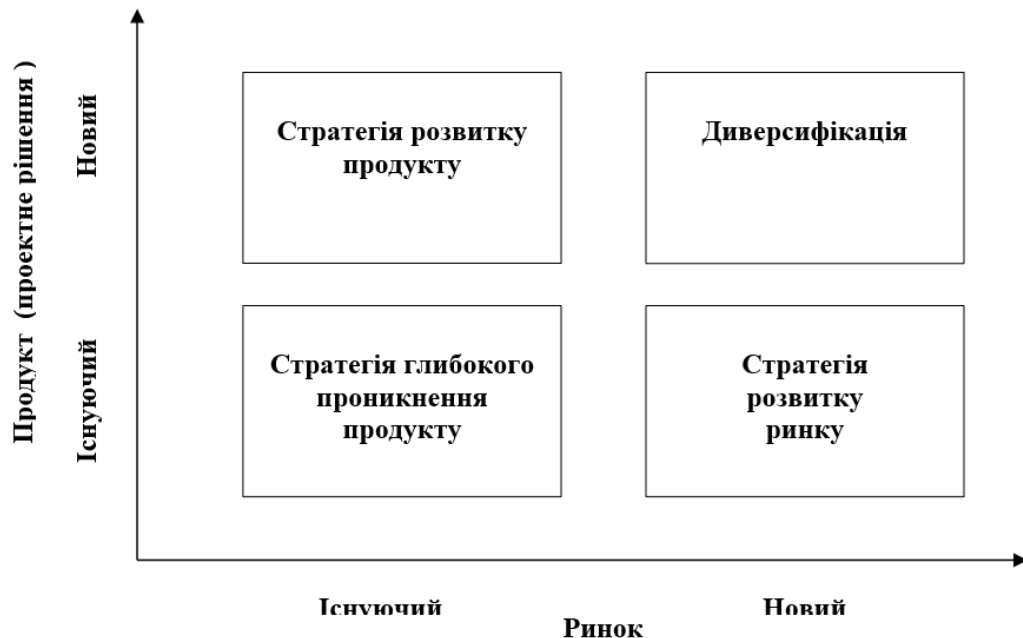 Продукт (проектне рішення )
Новий
Існуючий
Стратегія розвитку
продукту
Диверсифікація
Стратегія глибокого
проникнення
продукту
Стратегія
розвитку
ринку
Існуючий
Новий
Ринок